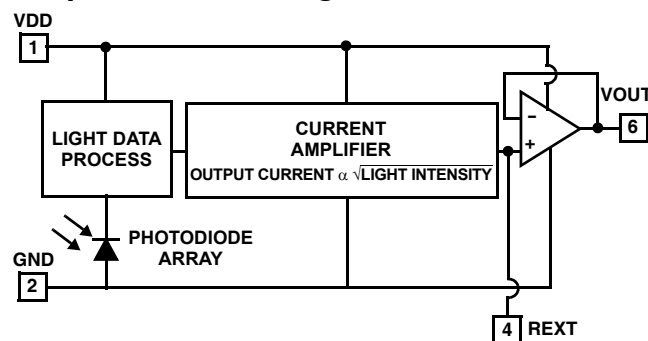 VDD
1
LIGHT DATA
PROCESS
CURRENT
AMPLIFIER
OUTPUT CURRENT α √LIGHT INTENSITY
-
+
VOUT
6
PHOTODIODE
ARRAY
GND
2
4 REXT